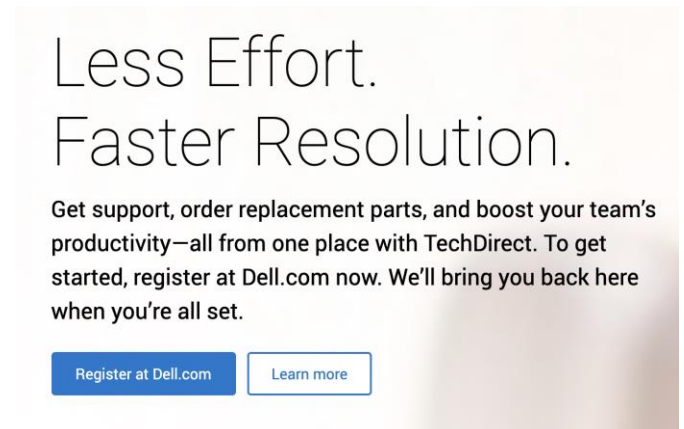 Less Effort.
Faster Resolution.
Get support, order replacement parts, and boost your team's
productivity—all from one place with TechDirect. To get
started, register at Dell.com now. We'll bring you back here
when you're all set.
Register at Dell.com
Learn more